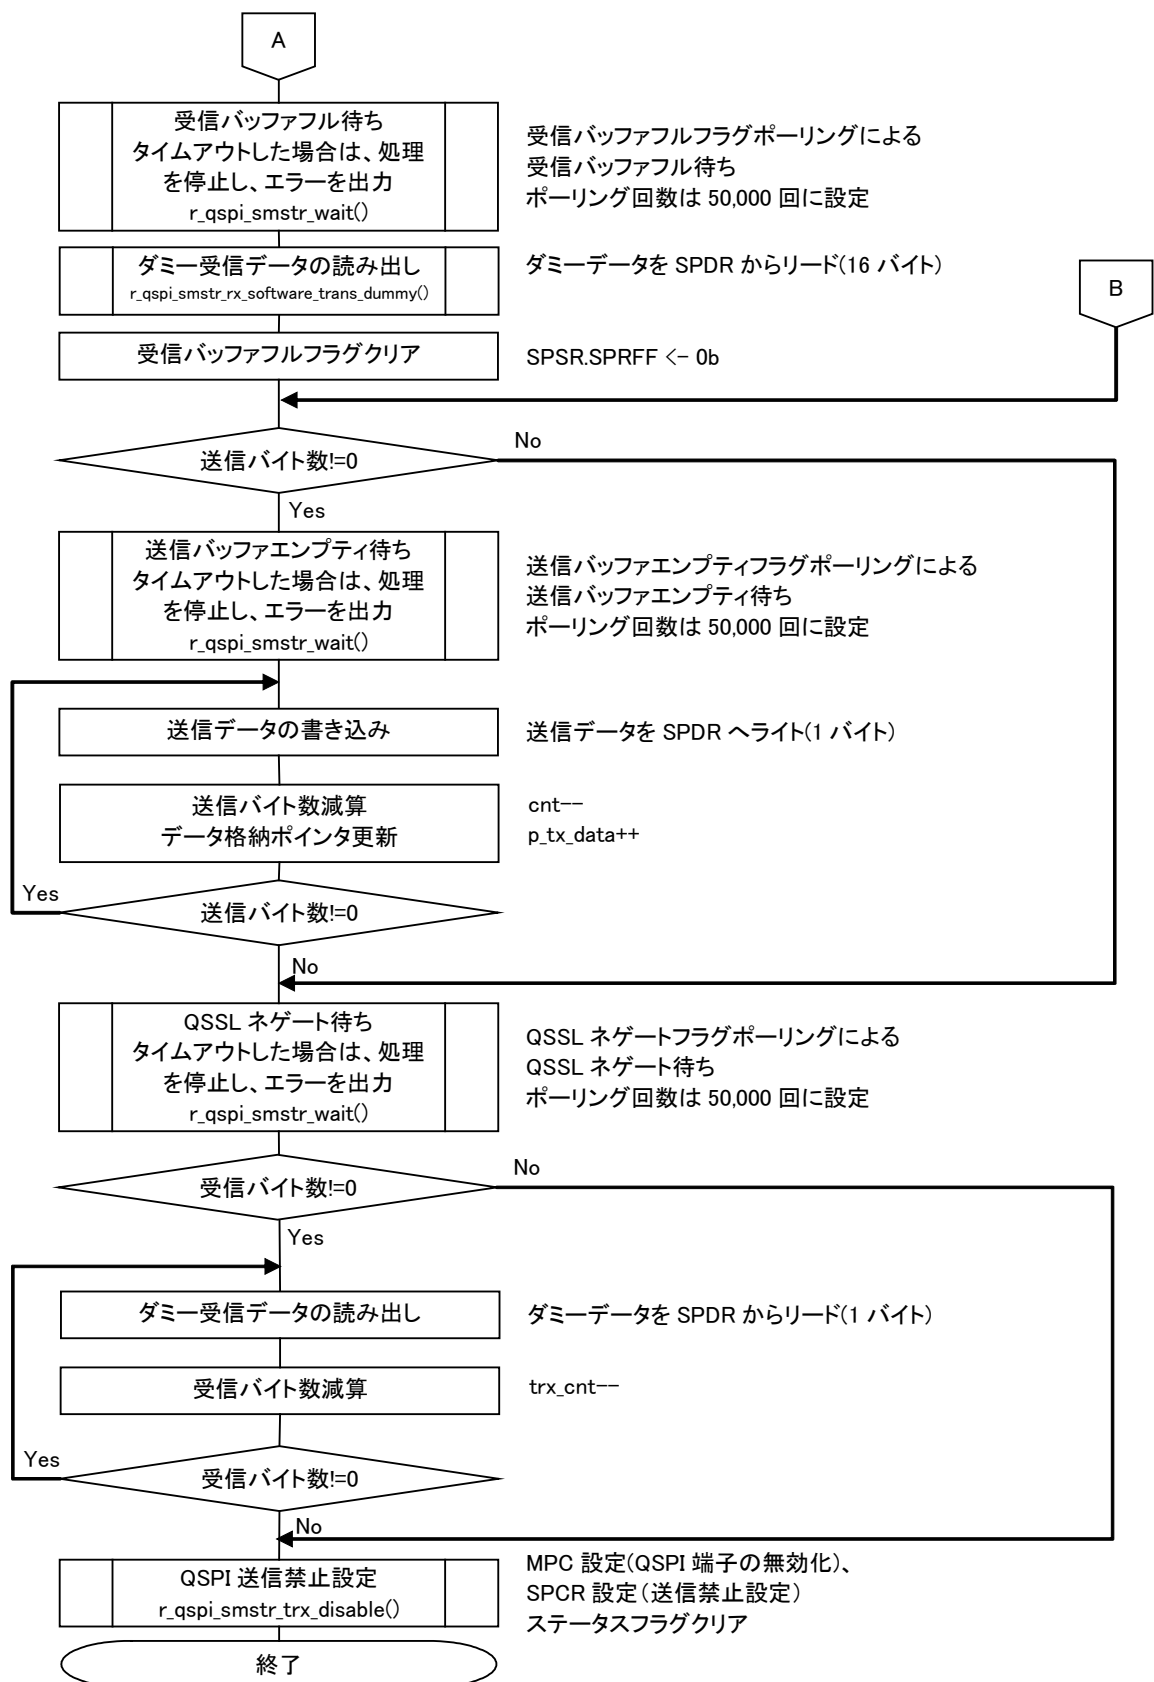 A
受信バッファフル待ち
タイムアウトした場合は、処理
を停止し、エラーを出力
r_qspi_smstr_wait()
受信バッファフルフラグポーリングによる
受信バッファフル待ち
ポーリング回数は 50,000 回に設定
ダミー受信データの読み出し
r_qspi_smstr_rx_software_trans_dummy()
ダミーデータを SPDR からリード(16 バイト)
B
受信バッファフルフラグクリア
SPSR.SPRFF <- 0b
送信バイト数!=0
No
Yes
送信バッファエンプティ待ち
タイムアウトした場合は、処理
を停止し、エラーを出力
r_qspi_smstr_wait()
送信バッファエンプティフラグポーリングによる
送信バッファエンプティ待ち
ポーリング回数は 50,000 回に設定
送信データの書き込み
送信データを SPDR へライト(1 バイト)
送信バイト数減算
データ格納ポインタ更新
cnt--
p_tx_data++
Yes
送信バイト数!=0
No
QSSL ネゲート待ち
タイムアウトした場合は、処理
を停止し、エラーを出力
r_qspi_smstr_wait()
QSSL ネゲートフラグポーリングによる
QSSL ネゲート待ち
ポーリング回数は 50,000 回に設定
受信バイト数!=0
No
Yes
ダミー受信データの読み出し
ダミーデータを SPDR からリード(1 バイト)
受信バイト数減算
trx_cnt--
Yes
受信バイト数!=0
No
QSPI 送信禁止設定
r_qspi_smstr_trx_disable()
MPC 設定(QSPI 端子の無効化)、
SPCR 設定(送信禁止設定)
ステータスフラグクリア
終了